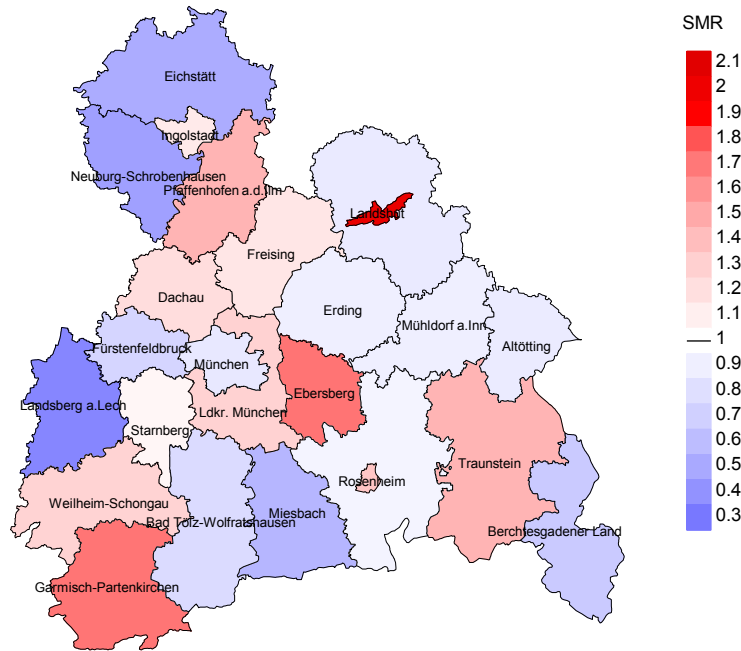 SMR
Eichstätt
Ingolstadt
Neuburg-Schrobenhausen
Pfaffenhofen a.d.Ilm
Landshut
Freising
Dachau
Erding
Mühldorf a.Inn
Altötting
Fürstenfeldbruck
München
Ebersberg
Landsberg a.Lech
Ldkr. München
Starnberg
Traunstein
Rosenheim
Weilheim-Schongau
Miesbach
Bad Tölz-Wolfratshausen
Berchtesgadener Land
Garmisch-Partenkirchen
2.1
2
1.9
1.8
1.7
1.6
1.5
1.4
1.3
1.2
1.1
1
0.9
0.8
0.7
0.6
0.5
0.4
0.3